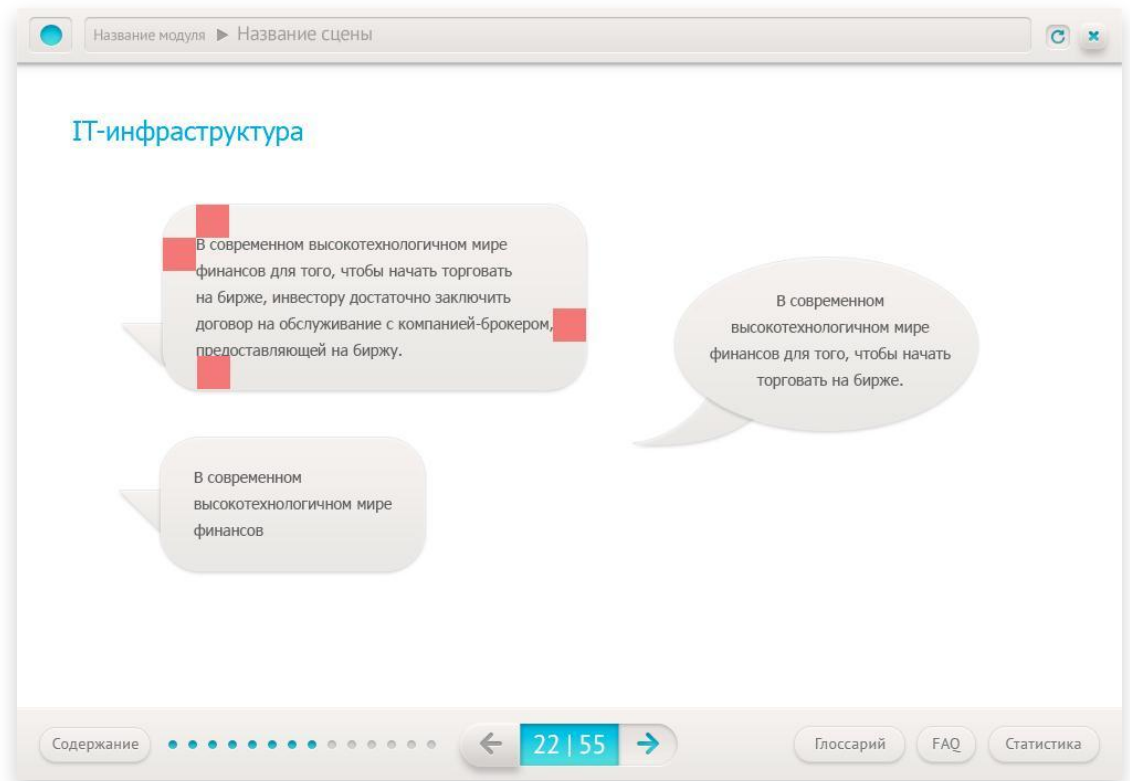 Название модуля ▶ Название сцены
IT-инфраструктура
В современном высокотехнологичном мире
финансов для того, чтобы начать торговать
на бирже, инвестору достаточно заключить
договор на обслуживание с компанией-брокером,
предоставляющей на биржу.
В современном
высокотехнологичном мире
финансов для того, чтобы начать
торговать на бирже.
В современном
высокотехнологичном мире
финансов
Содержание
22 | 55
Глоссарий
FAQ
Статистика